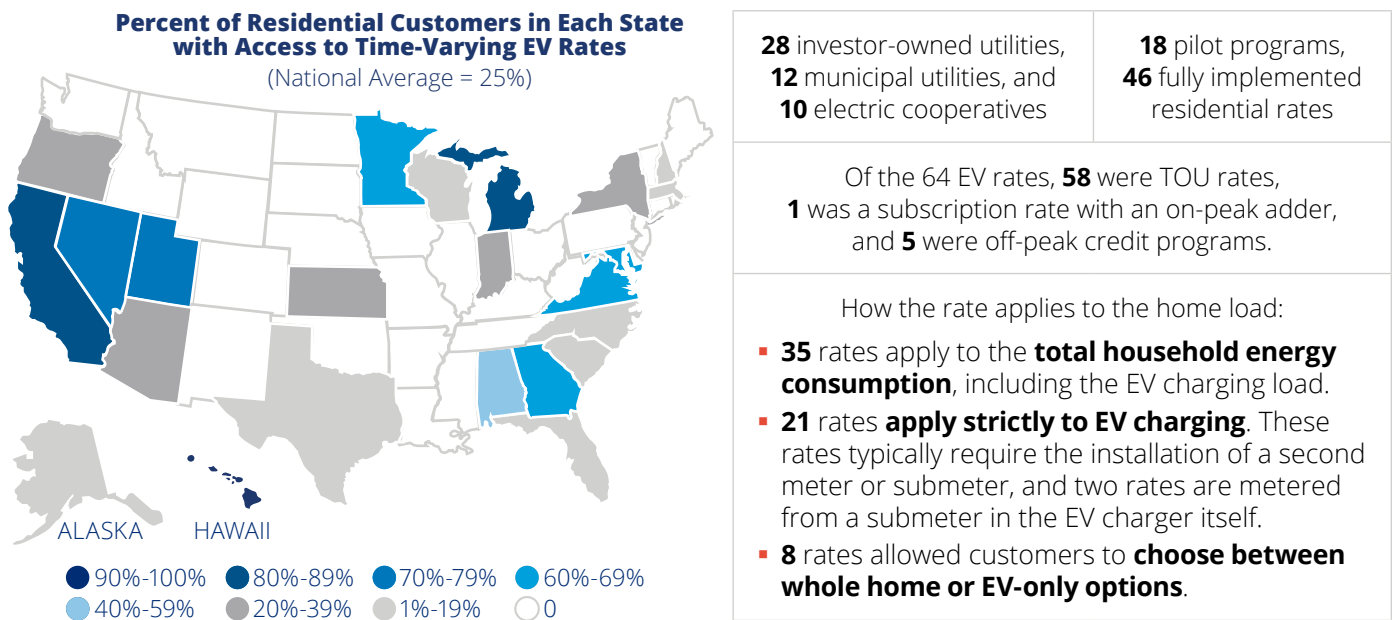 Percent of Residential Customers in Each State
with Access to Time-Varying EV Rates
(National Average = 25%)
ALASKA
HAWAII
90%-100%
80%-89%
70%-79%
60%-69%
40%-59%
20%-39%
1%-19%
0
28 investor-owned utilities,
12 municipal utilities, and
10 electric cooperatives
18 pilot programs,
46 fully implemented
residential rates
Of the 64 EV rates, 58 were TOU rates,
1 was a subscription rate with an on-peak adder,
and 5 were off-peak credit programs.
How the rate applies to the home load:
▪ 35 rates apply to the total household energy
consumption, including the EV charging load.
▪ 21 rates apply strictly to EV charging. These
rates typically require the installation of a second
meter or submeter, and two rates are metered
from a submeter in the EV charger itself.
▪ 8 rates allowed customers to choose between
whole home or EV-only options.